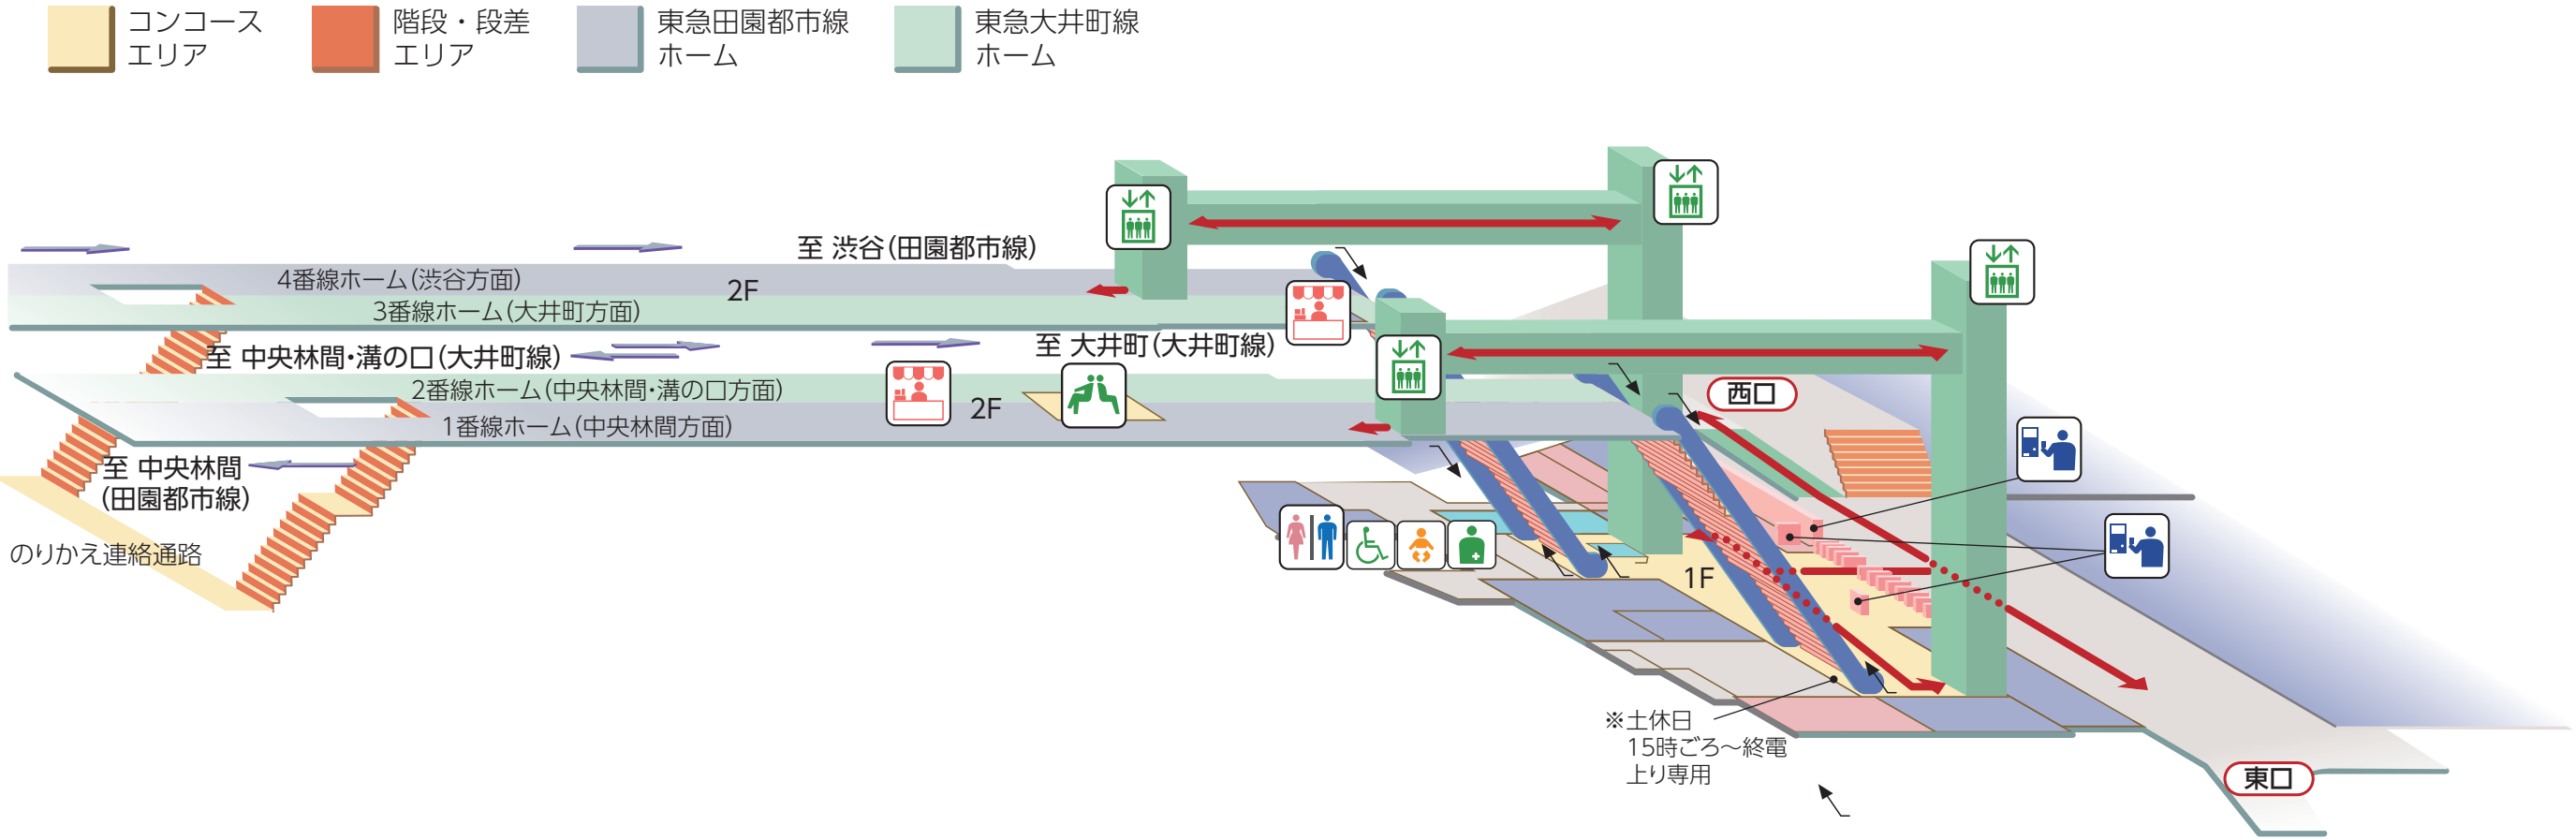 コンコース
エリア
階段・段差
エリア
東急田園都市線
ホーム
東急大井町線
ホーム
至 渋谷(田園都市線)
4番線ホーム(渋谷方面)
2F
3番線ホーム(大井町方面)
至 中央林間・溝の口(大井町線)
至 大井町(大井町線)
2番線ホーム(中央林間・溝の口方面)
2F
1番線ホーム(中央林間方面)
西口
至 中央林間
(田園都市線)
のりかえ連絡通路
1F
※土休日
15時ごろ～終電
上り専用
東口